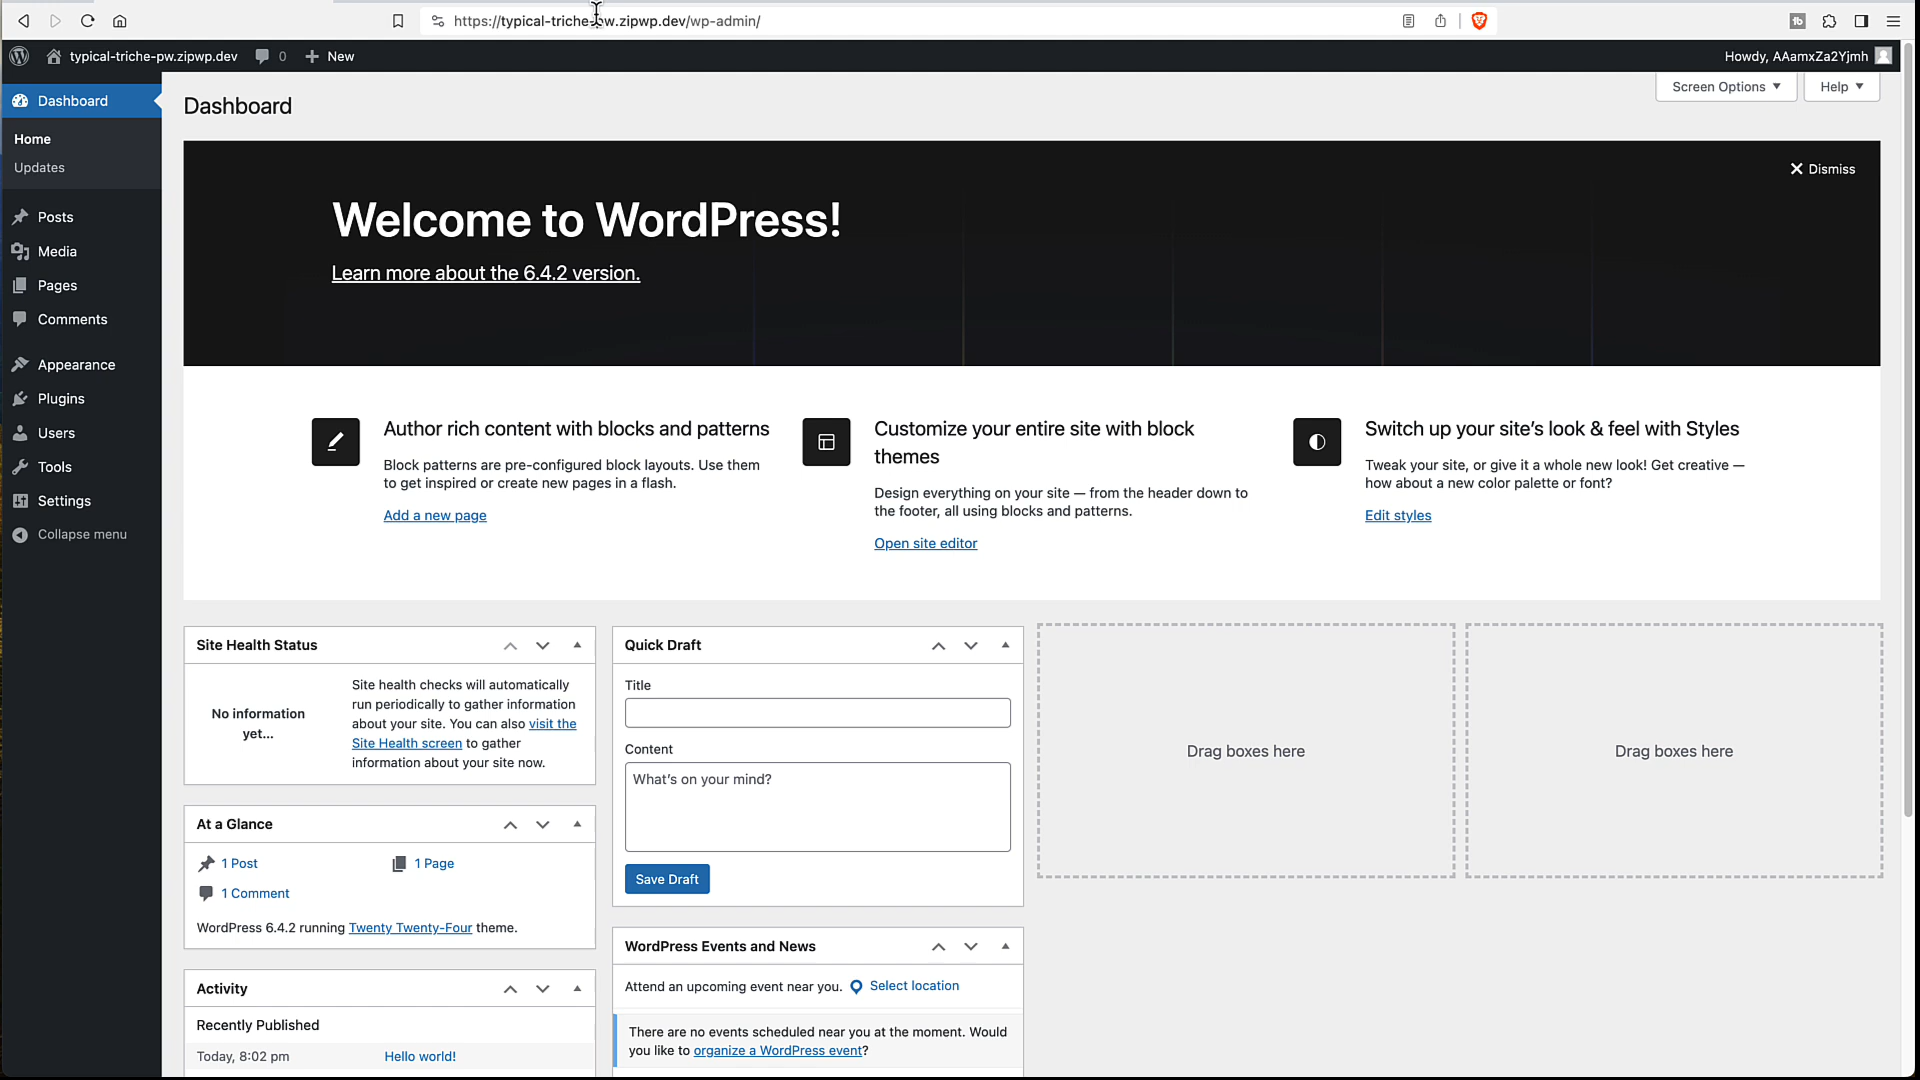 https://typical-triche-pw.zipwp.dev/wp-admin/
typical-triche-pw.zipwp.dev
0
New
Howdy, AAamxZa2Yjmh
Dashboard
Home
Updates
Posts
Media
Pages
Comments
Appearance
Plugins
Users
Tools
Settings
Collapse menu
Dashboard
Screen Options
Help
Dismiss
Welcome to WordPress!
Learn more about the 6.4.2 version.
Author rich content with blocks and patterns
Block patterns are pre-configured block layouts. Use them
to get inspired or create new pages in a flash.
Add a new page
Customize your entire site with block
themes
Design everything on your site — from the header down to
the footer, all using blocks and patterns.
Open site editor
Switch up your site’s look & feel with Styles
Tweak your site, or give it a whole new look! Get creative —
how about a new color palette or font?
Edit styles
Site Health Status
No information
yet...
Site health checks will automatically
run periodically to gather information
about your site. You can also visit the
Site Health screen to gather
information about your site now.
At a Glance
1 Post
1 Page
1 Comment
WordPress 6.4.2 running Twenty Twenty-Four theme.
Activity
Recently Published
Today, 8:02 pm
Hello world!
Quick Draft
Title
Content
What’s on your mind?
Save Draft
WordPress Events and News
Attend an upcoming event near you.
Select location
There are no events scheduled near you at the moment. Would
you like to organize a WordPress event?
Drag boxes here
Drag boxes here